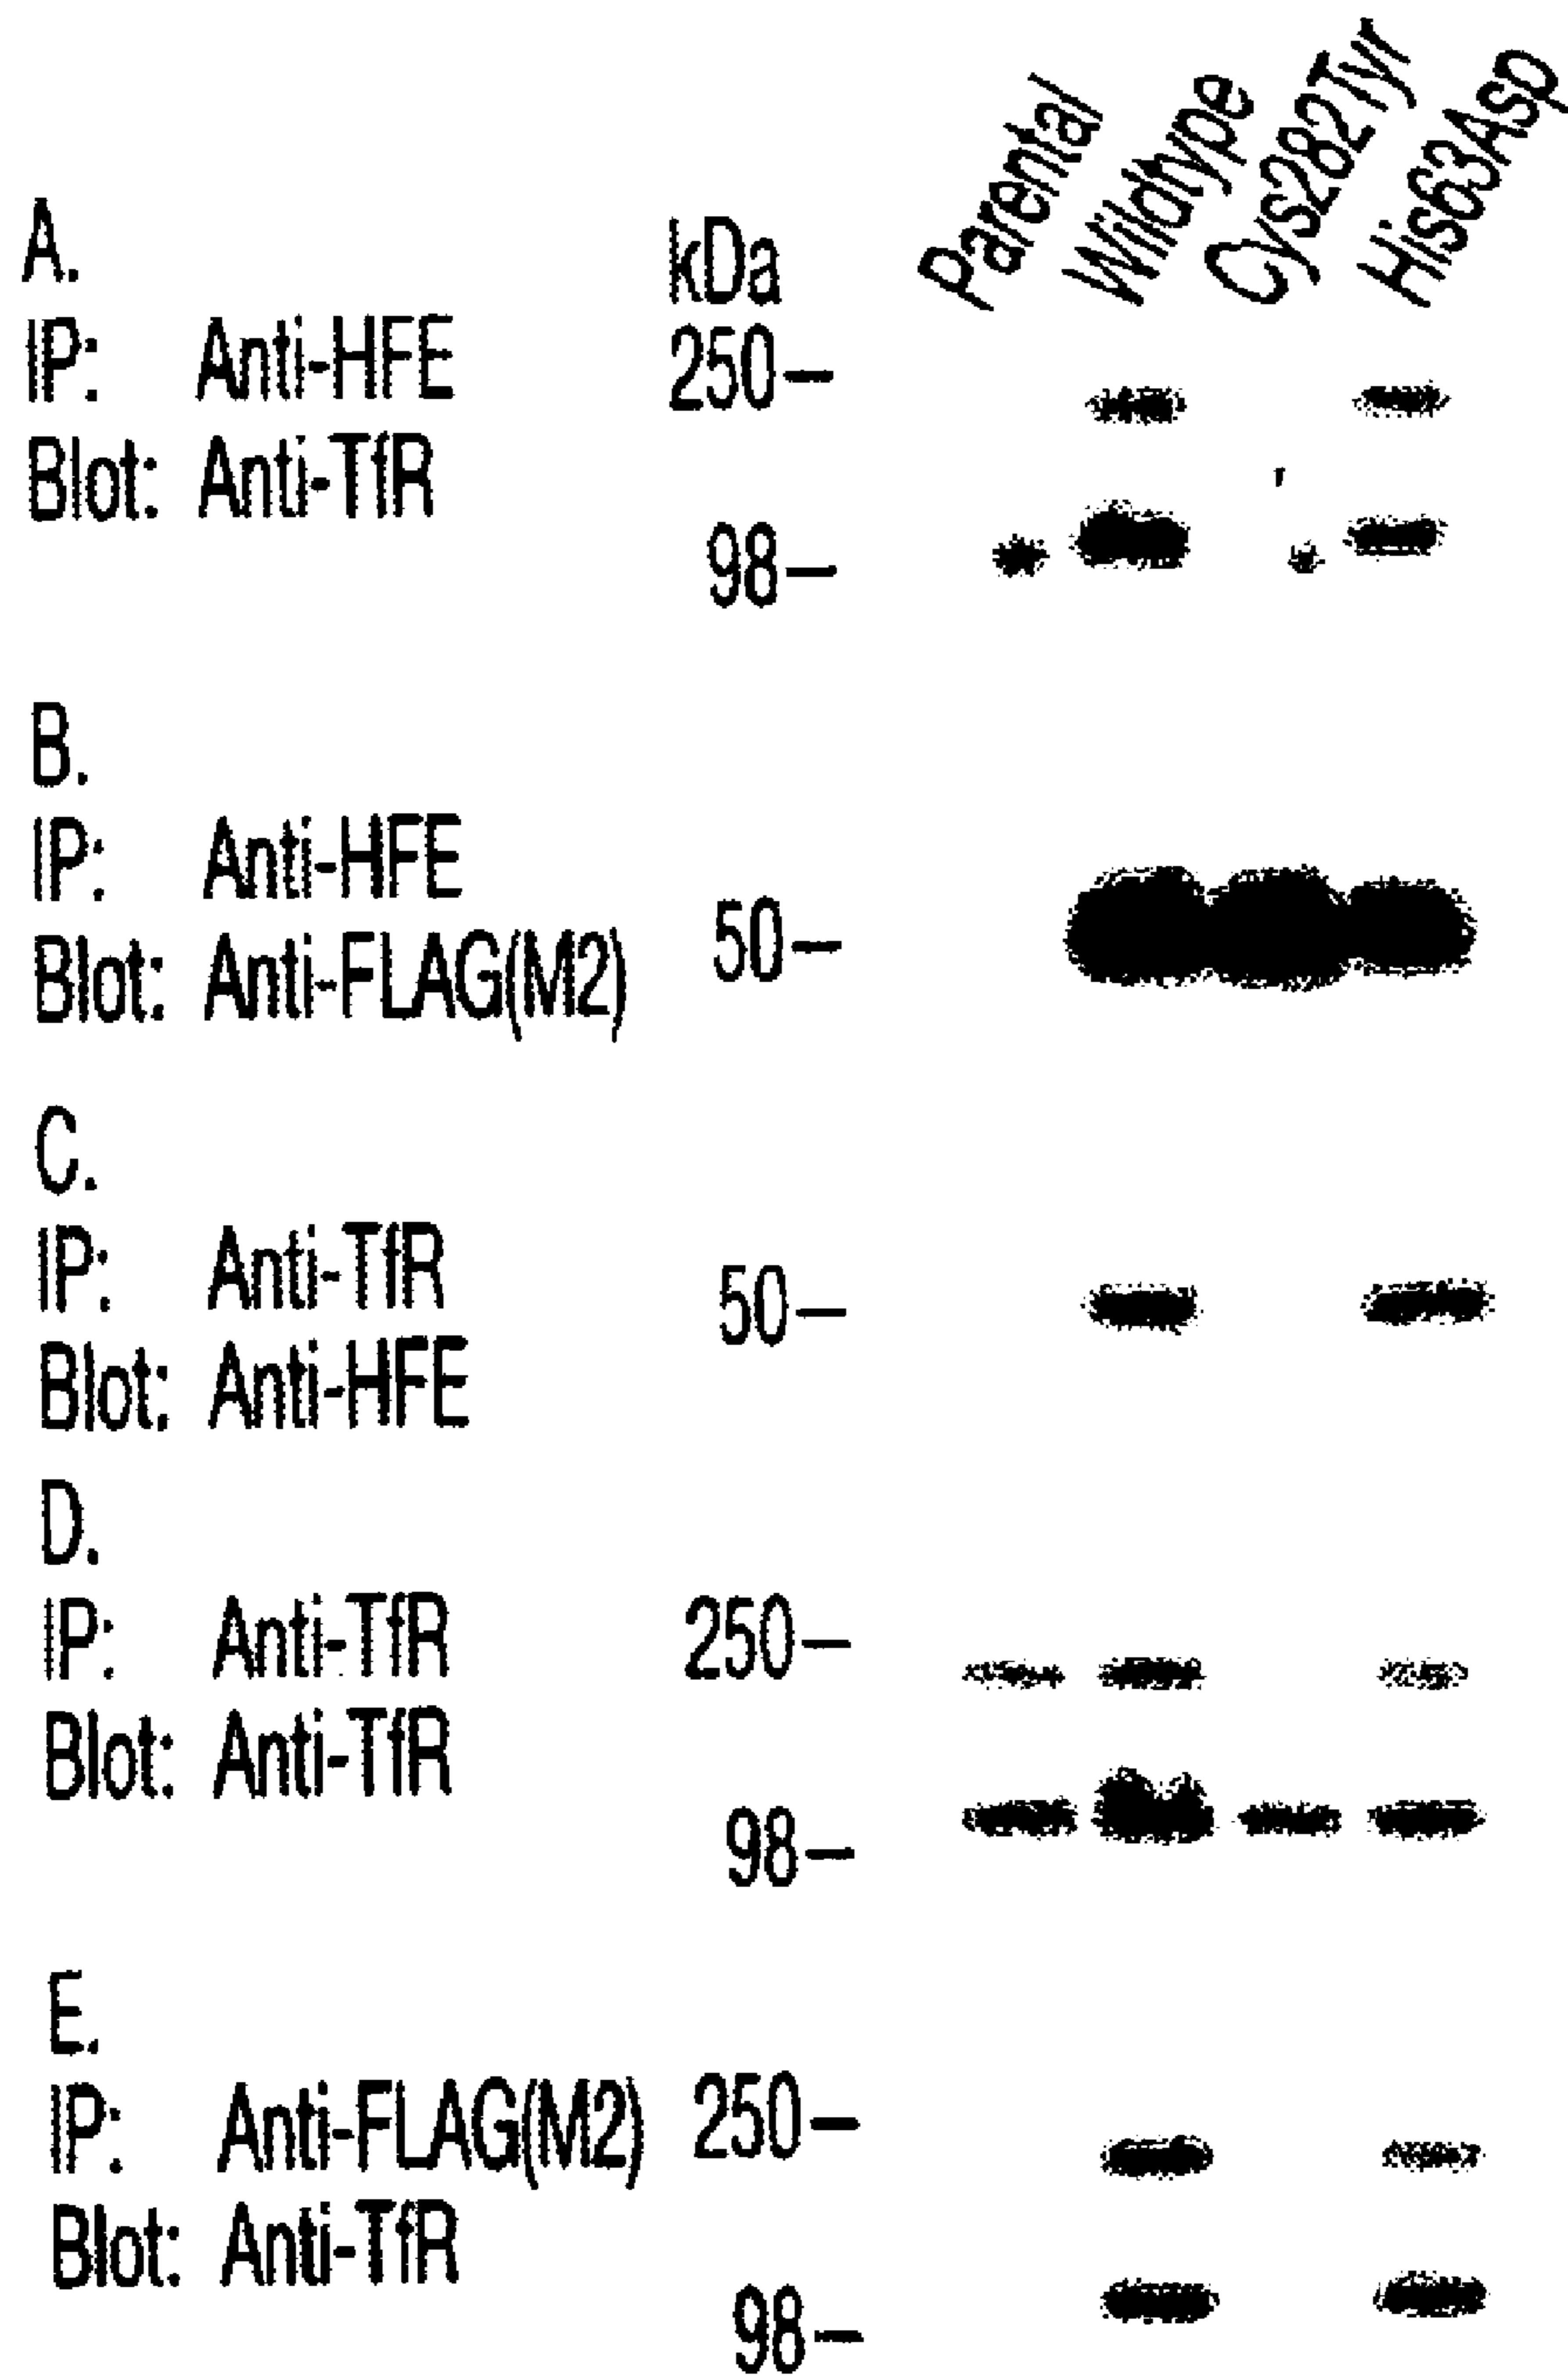 Parental Wildtype Cys282Tyr His63Asp
A. kDa
IP: Anti-HFE 250–
Blot: Anti-TfR
98–
B.
IP: Anti-HFE
50–
Blot: Anti-FLAG(M2)
C.
IP: Anti-TfR 50–
Blot: Anti-HFE
D.
IP: Anti-TfR 250–
Blot: Anti-TfR
98–
E.
IP: Anti-FLAG(M2) 250–
Blot: Anti-TfR
98–